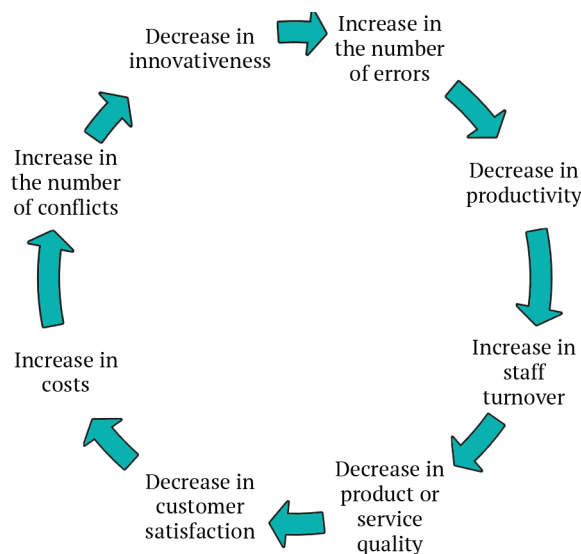 Decrease in
innovativeness
Increase in
the number
of errors
Decrease in
productivity
Increase in
staff
turnover
Decrease in
product or
service
quality
Decrease in
customer
satisfaction
Increase in
costs
Increase in
the number
of conflicts